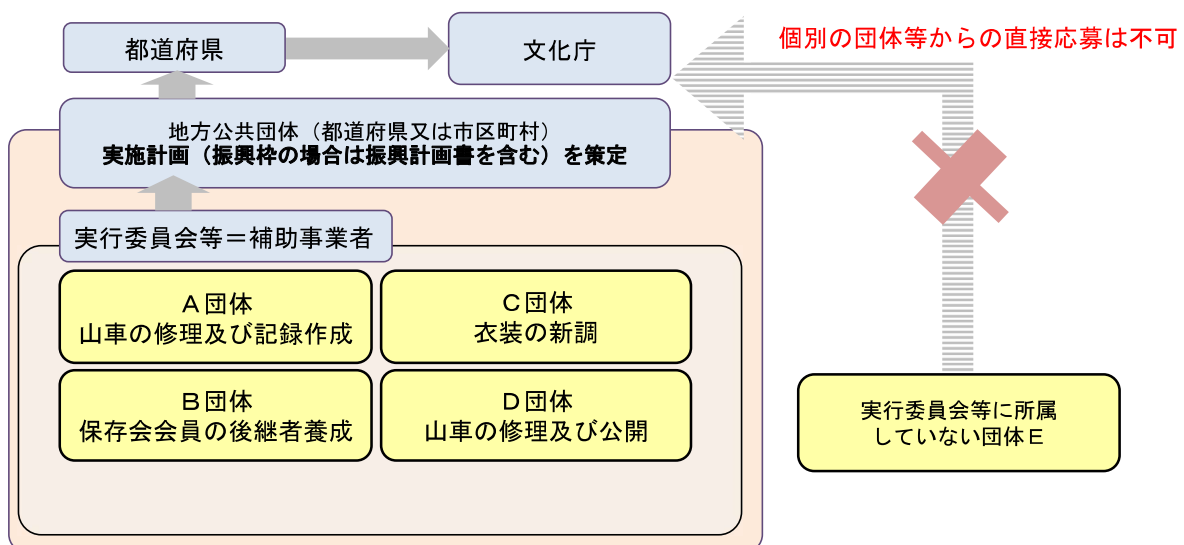 都道府県
文化庁
個別の団体等からの直接応募は不可
地方公共団体（都道府県又は市区町村）
実施計画（振興枠の場合は振興計画書を含む）を策定
実行委員会等＝補助事業者
Ａ団体
山車の修理及び記録作成
Ｃ団体
衣装の新調
Ｂ団体
保存会会員の後継者養成
Ｄ団体
山車の修理及び公開
実行委員会等に所属
していない団体Ｅ